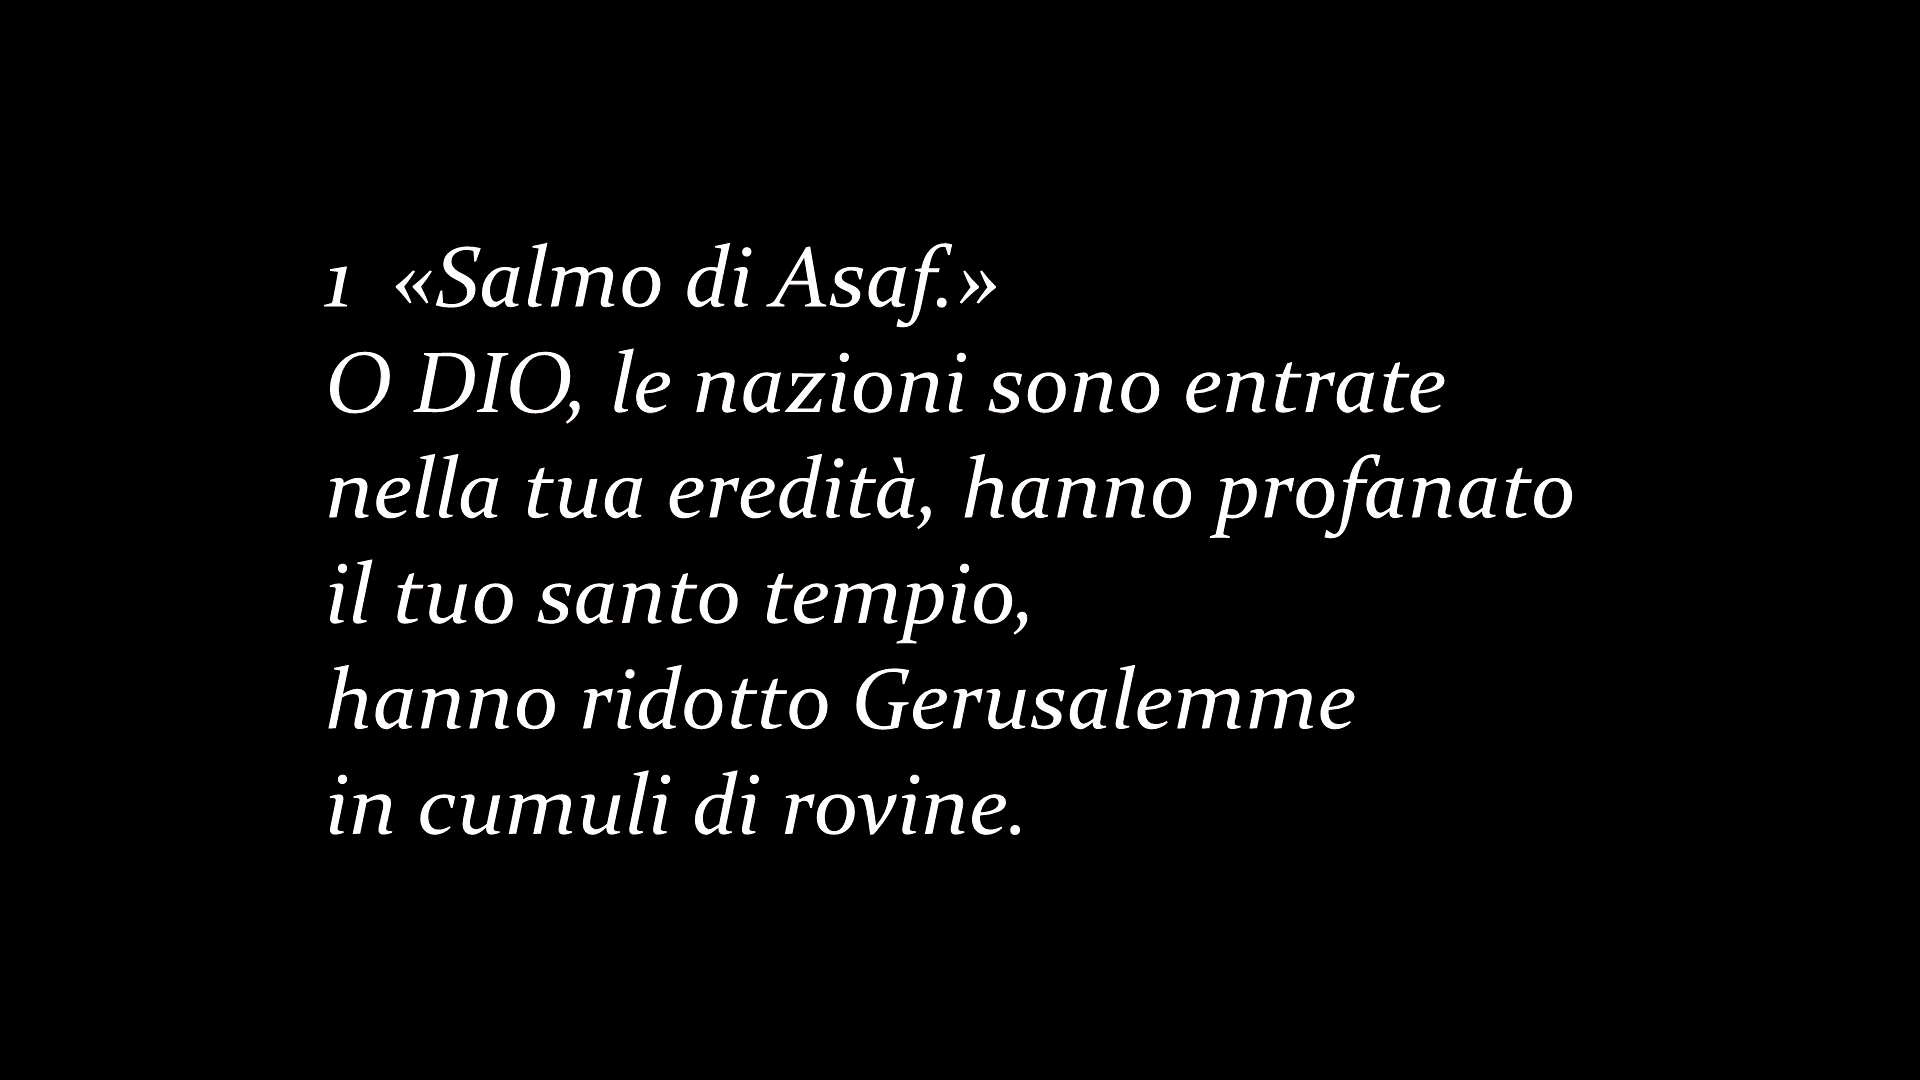 1  «Salmo di Asaf.»
O DIO, le nazioni sono entrate
nella tua eredità, hanno profanato
il tuo santo tempio,
hanno ridotto Gerusalemme
in cumuli di rovine.